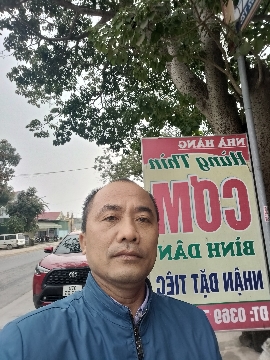 NHÀ HÀNG
Hùng Thìn
CƠM
BÌNH DÂN
NHẬN ĐẶT TIỆC
ĐT: 0369